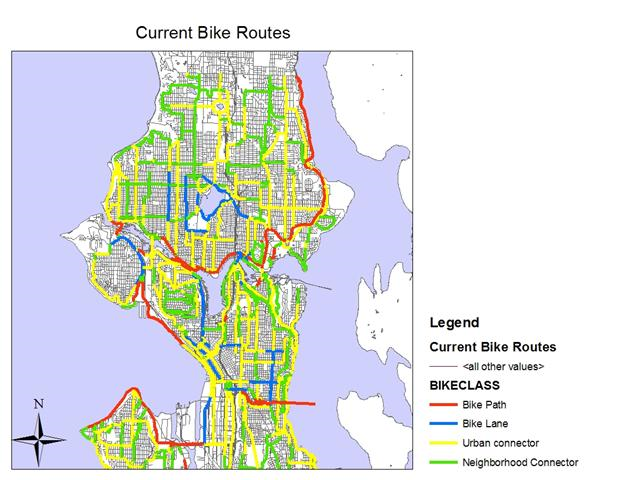 Current Bike Routes
N
Legend
Current Bike Routes
<all other values>
BIKECLASS
Bike Path
Bike Lane
Urban connector
Neighborhood Connector